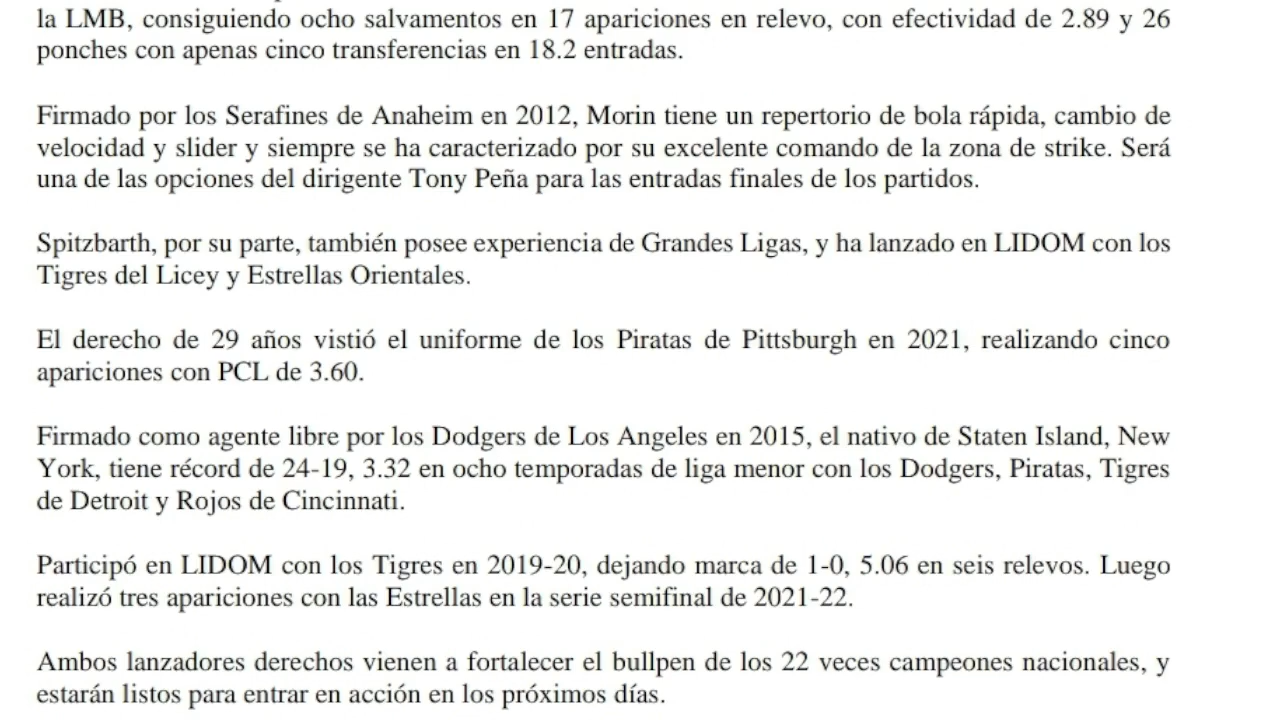 la LMB, consiguiendo ocho salvamentos en 17 apariciones en relevo, con efectividad de 2.89 y 26
ponches con apenas cinco transferencias en 18.2 entradas.
Firmado por los Serafines de Anaheim en 2012, Morin tiene un repertorio de bola rápida, cambio de
velocidad y slider y siempre se ha caracterizado por su excelente comando de la zona de strike. Será
una de las opciones del dirigente Tony Peña para las entradas finales de los partidos.
Spitzbarth, por su parte, también posee experiencia de Grandes Ligas, y ha lanzado en LIDOM con los
Tigres del Licey y Estrellas Orientales.
El derecho de 29 años vistió el uniforme de los Piratas de Pittsburgh en 2021, realizando cinco
apariciones con PCL de 3.60.
Firmado como agente libre por los Dodgers de Los Angeles en 2015, el nativo de Staten Island, New
York, tiene récord de 24-19, 3.32 en ocho temporadas de liga menor con los Dodgers, Piratas, Tigres
de Detroit y Rojos de Cincinnati.
Participó en LIDOM con los Tigres en 2019-20, dejando marca de 1-0, 5.06 en seis relevos. Luego
realizó tres apariciones con las Estrellas en la serie semifinal de 2021-22.
Ambos lanzadores derechos vienen a fortalecer el bullpen de los 22 veces campeones nacionales, y
estarán listos para entrar en acción en los próximos días.